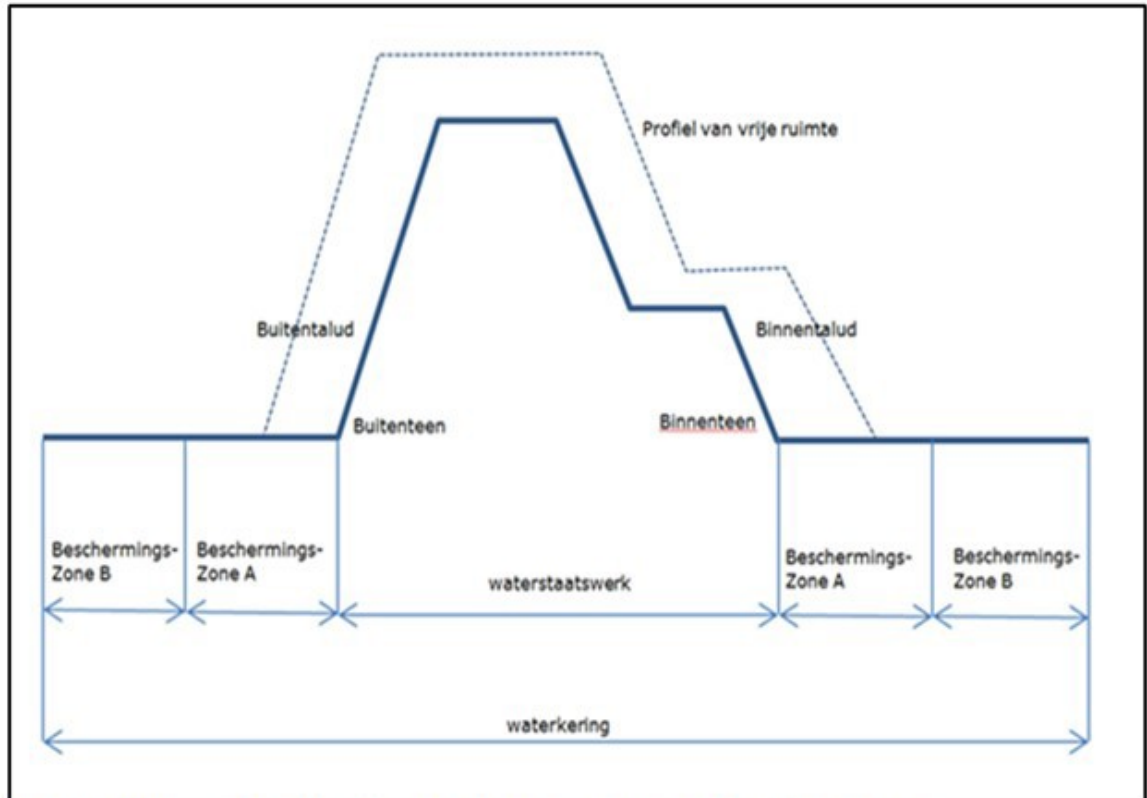 Profiel van vrije ruimte
Buitentalud
Binnentalud
Buitenteen
Binnenteen
Beschermings-
Zone B
Beschermings-
Zone A
waterstaatswerk
Beschermings-
Zone A
Beschermings-
Zone B
waterkering